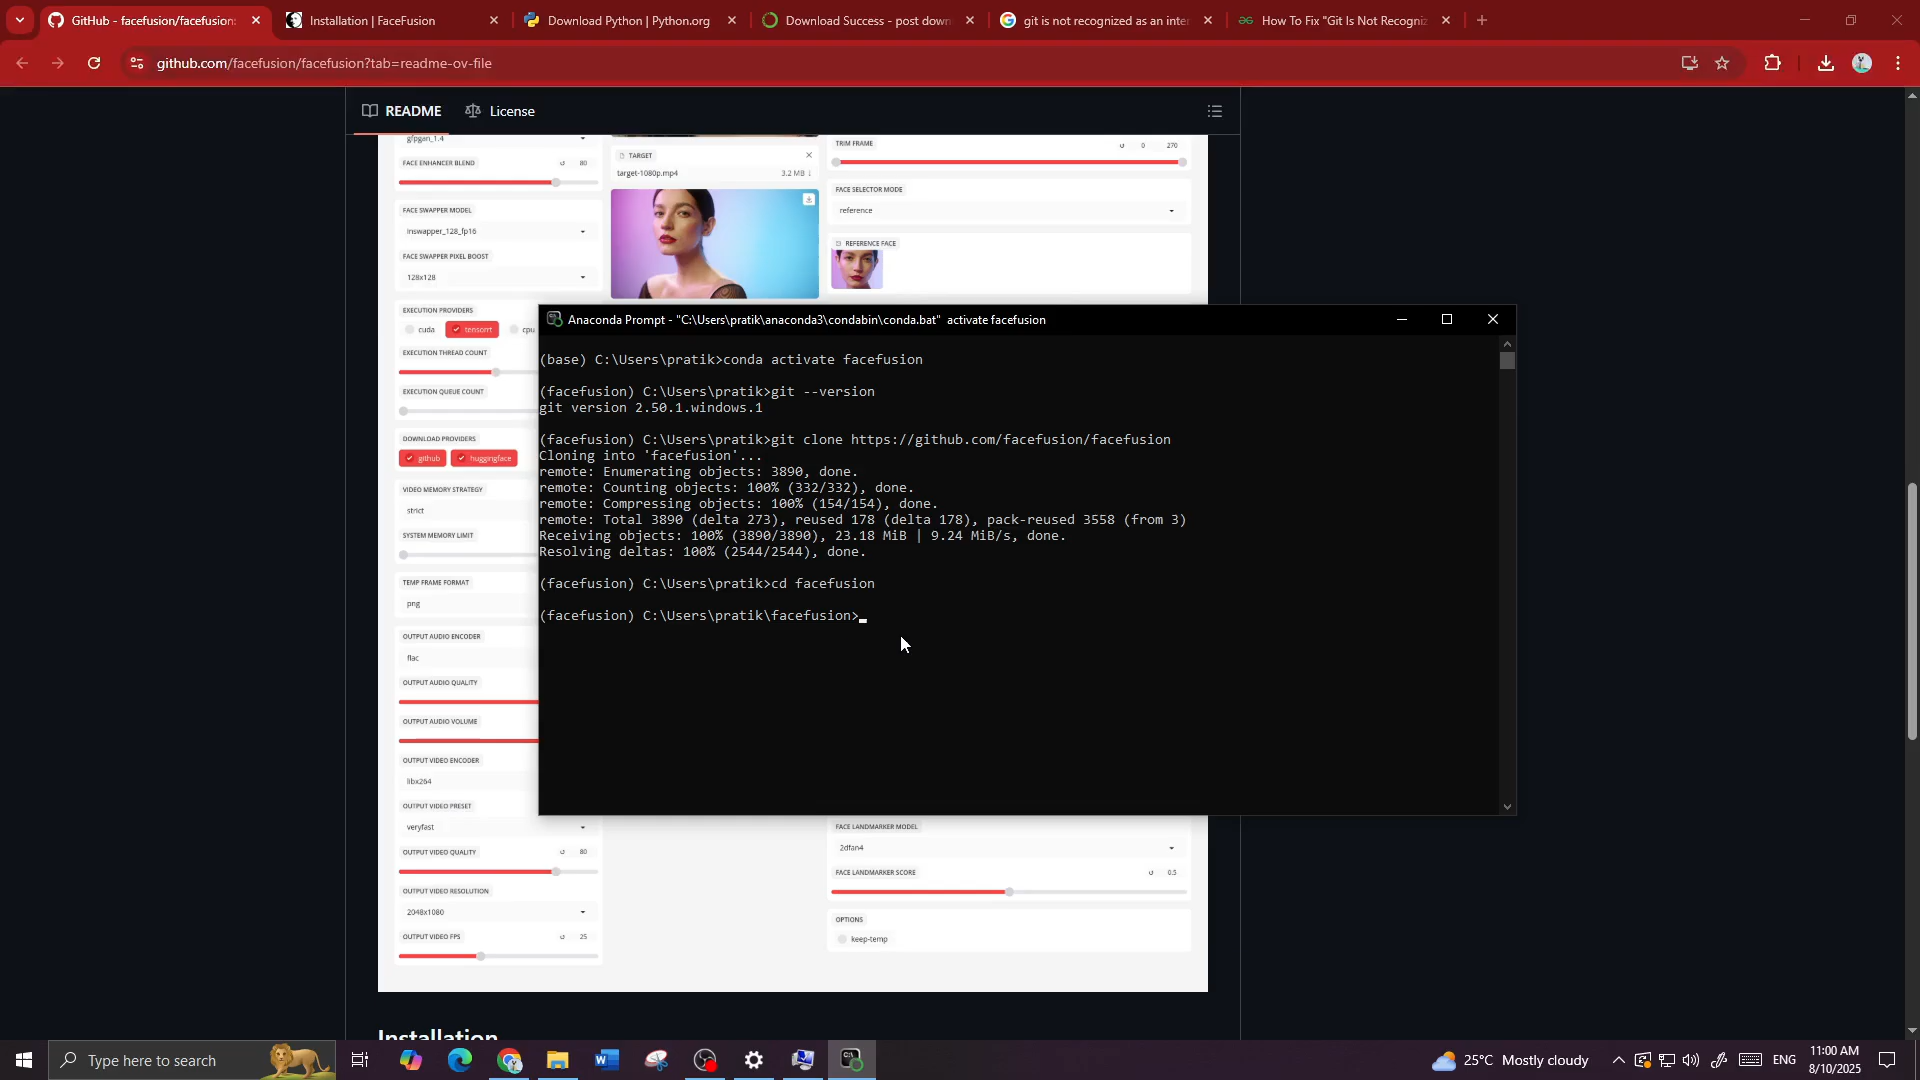 GitHub - facefusion/facefusion:
Installation | FaceFusion
Download Python | Python.org
Download Success - post down
git is not recognized as an inte
How To Fix "Git Is Not Recogniz
github.com/facefusion/facefusion?tab=readme-ov-file
README
License
gfpgan_1.4
FACE ENHANCER BLEND
80
FACE SWAPPER MODEL
inswapper_128_fp16
FACE SWAPPER PIXEL BOOST
128x128
EXECUTION PROVIDERS
cuda
tensorrt
cpu
EXECUTION THREAD COUNT
EXECUTION QUEUE COUNT
DOWNLOAD PROVIDERS
github
huggingface
VIDEO MEMORY STRATEGY
strict
SYSTEM MEMORY LIMIT
TEMP FRAME FORMAT
png
OUTPUT AUDIO ENCODER
flac
OUTPUT AUDIO QUALITY
OUTPUT AUDIO VOLUME
OUTPUT VIDEO ENCODER
libx264
OUTPUT VIDEO PRESET
veryfast
OUTPUT VIDEO QUALITY
80
OUTPUT VIDEO RESOLUTION
2048x1080
OUTPUT VIDEO FPS
25
TARGET
target-1080p.mp4
3.2 MB ↓
TRIM FRAME
0
270
FACE SELECTOR MODE
reference
REFERENCE FACE
Anaconda Prompt - "C:\Users\pratik\anaconda3\condabin\conda.bat" activate facefusion
(base) C:\Users\pratik>conda activate facefusion
(facefusion) C:\Users\pratik>git --version
git version 2.50.1.windows.1
(facefusion) C:\Users\pratik>git clone https://github.com/facefusion/facefusion
Cloning into 'facefusion'...
remote: Enumerating objects: 3890, done.
remote: Counting objects: 100% (332/332), done.
remote: Compressing objects: 100% (154/154), done.
remote: Total 3890 (delta 273), reused 178 (delta 178), pack-reused 3558 (from 3)
Receiving objects: 100% (3890/3890), 23.18 MiB | 9.24 MiB/s, done.
Resolving deltas: 100% (2544/2544), done.
(facefusion) C:\Users\pratik>cd facefusion
(facefusion) C:\Users\pratik\facefusion>
FACE LANDMARKER MODEL
2dfan4
FACE LANDMARKER SCORE
0.5
OPTIONS
keep-temp
Installation
Type here to search
25°C Mostly cloudy
ENG
11:00 AM
8/10/2025